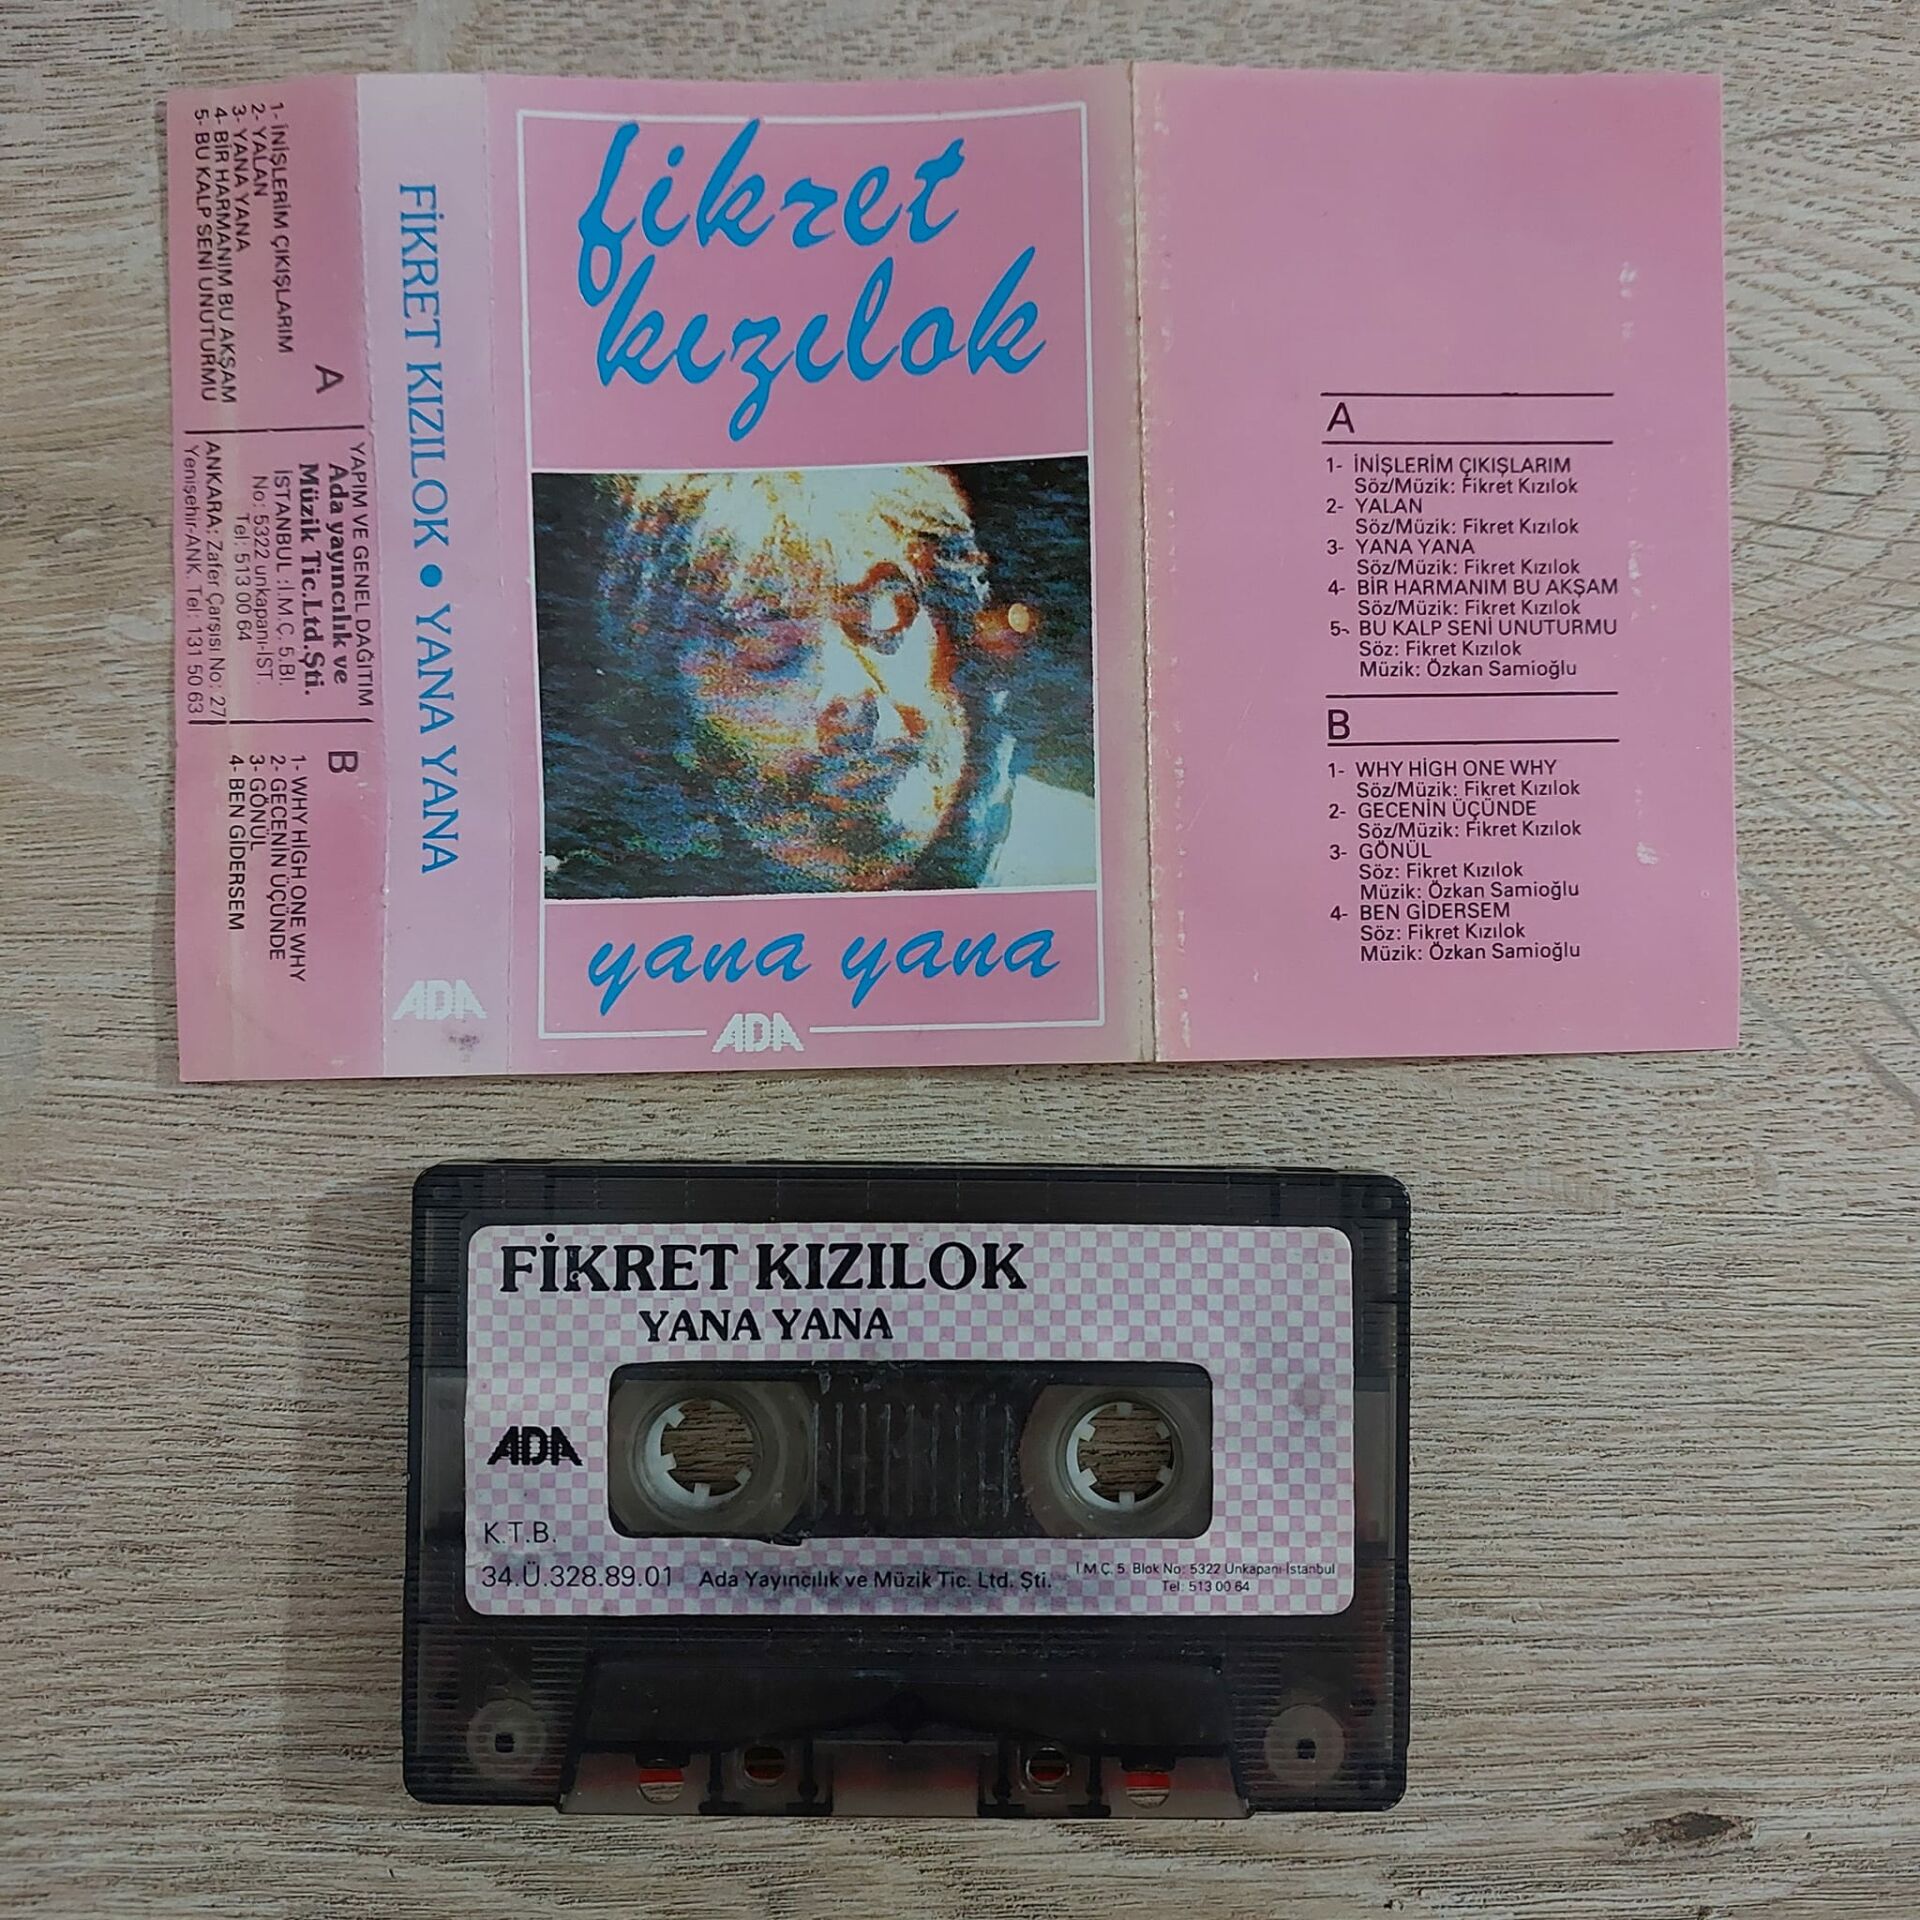 1- İNİŞLERİM ÇIKIŞLARIM
2- YALAN
3- YANA YANA
4- BİR HARMANIM BU AKŞAM
5- BU KALP SENİ UNUTURMU
A
YAPIM VE GENEL DAĞITIM
Ada yayıncılık ve
Müzik Tic.Ltd.Şti.
İSTANBUL :İ.M.Ç. 5.Bl.
No: 5322 unkapanı-İST.
Tel: 513 00 64
ANKARA : Zafer Çarşısı No: 27
Yenişehir-ANK. Tel : 131 50 63
B
1- WHY HİGH ONE WHY
2- GECENİN ÜÇÜNDE
3- GÖNÜL
4- BEN GİDERSEM
FİKRET KIZILOK • YANA YANA
ADA
fikret
kızılok
yana yana
ADA
A
1- İNİŞLERİM ÇIKIŞLARIM
Söz/Müzik: Fikret Kızılok
2- YALAN
Söz/Müzik: Fikret Kızılok
3- YANA YANA
Söz/Müzik: Fikret Kızılok
4- BİR HARMANIM BU AKŞAM
Söz/Müzik: Fikret Kızılok
5- BU KALP SENİ UNUTURMU
Söz: Fikret Kızılok
Müzik: Özkan Samioğlu
B
1- WHY HİGH ONE WHY
Söz/Müzik: Fikret Kızılok
2- GECENİN ÜÇÜNDE
Söz/Müzik: Fikret Kızılok
3- GÖNÜL
Söz: Fikret Kızılok
Müzik: Özkan Samioğlu
4- BEN GİDERSEM
Söz: Fikret Kızılok
Müzik: Özkan Samioğlu
FİKRET KIZILOK
YANA YANA
ADA
K.T.B.
34.Ü.328.89.01 Ada Yayıncılık ve Müzik Tic. Ltd. Şti.
İ.M.Ç. 5. Blok No: 5322 Unkapanı-İstanbul
Tel: 513 00 64